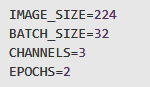 IMAGE_SIZE=224
BATCH_SIZE=32
CHANNELS=3
EPOCHS=2